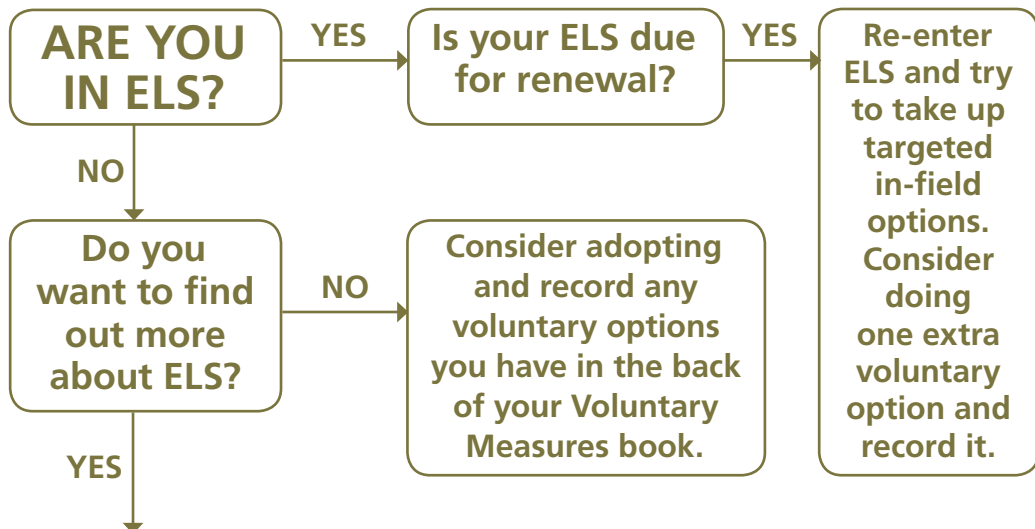 ARE YOU
IN ELS?
YES
Is your ELS due
for renewal?
YES
Re-enter
ELS and try
to take up
targeted
in-field
options.
Consider
doing
one extra
voluntary
option and
record it.
NO
Do you
want to find
out more
about ELS?
NO
Consider adopting
and record any
voluntary options
you have in the back
of your Voluntary
Measures book.
YES